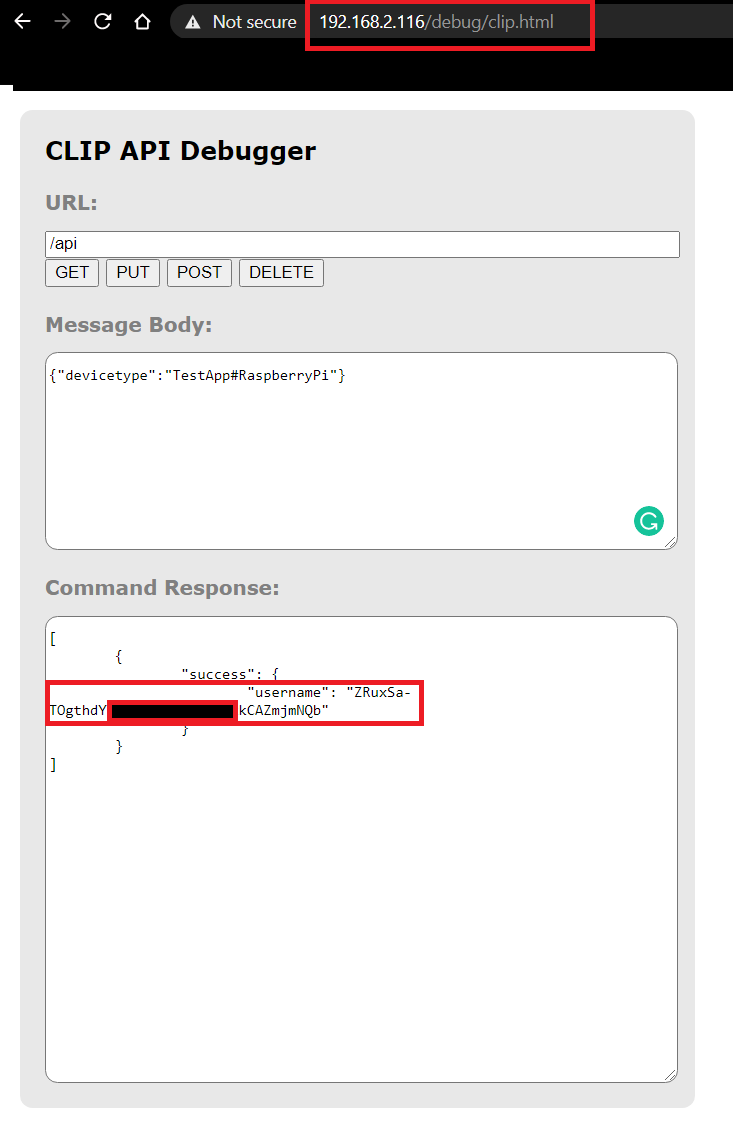 Not secure 192.168.2.116/debug/clip.html
CLIP API Debugger
URL:
/api
GET PUT POST DELETE
Message Body:
{"devicetype":"TestApp#RaspberryPi"}
Command Response:
[
{
"success": {
"username": "ZRuxSa-
TOgthdY kCAZmjmNQb"
}
}
]